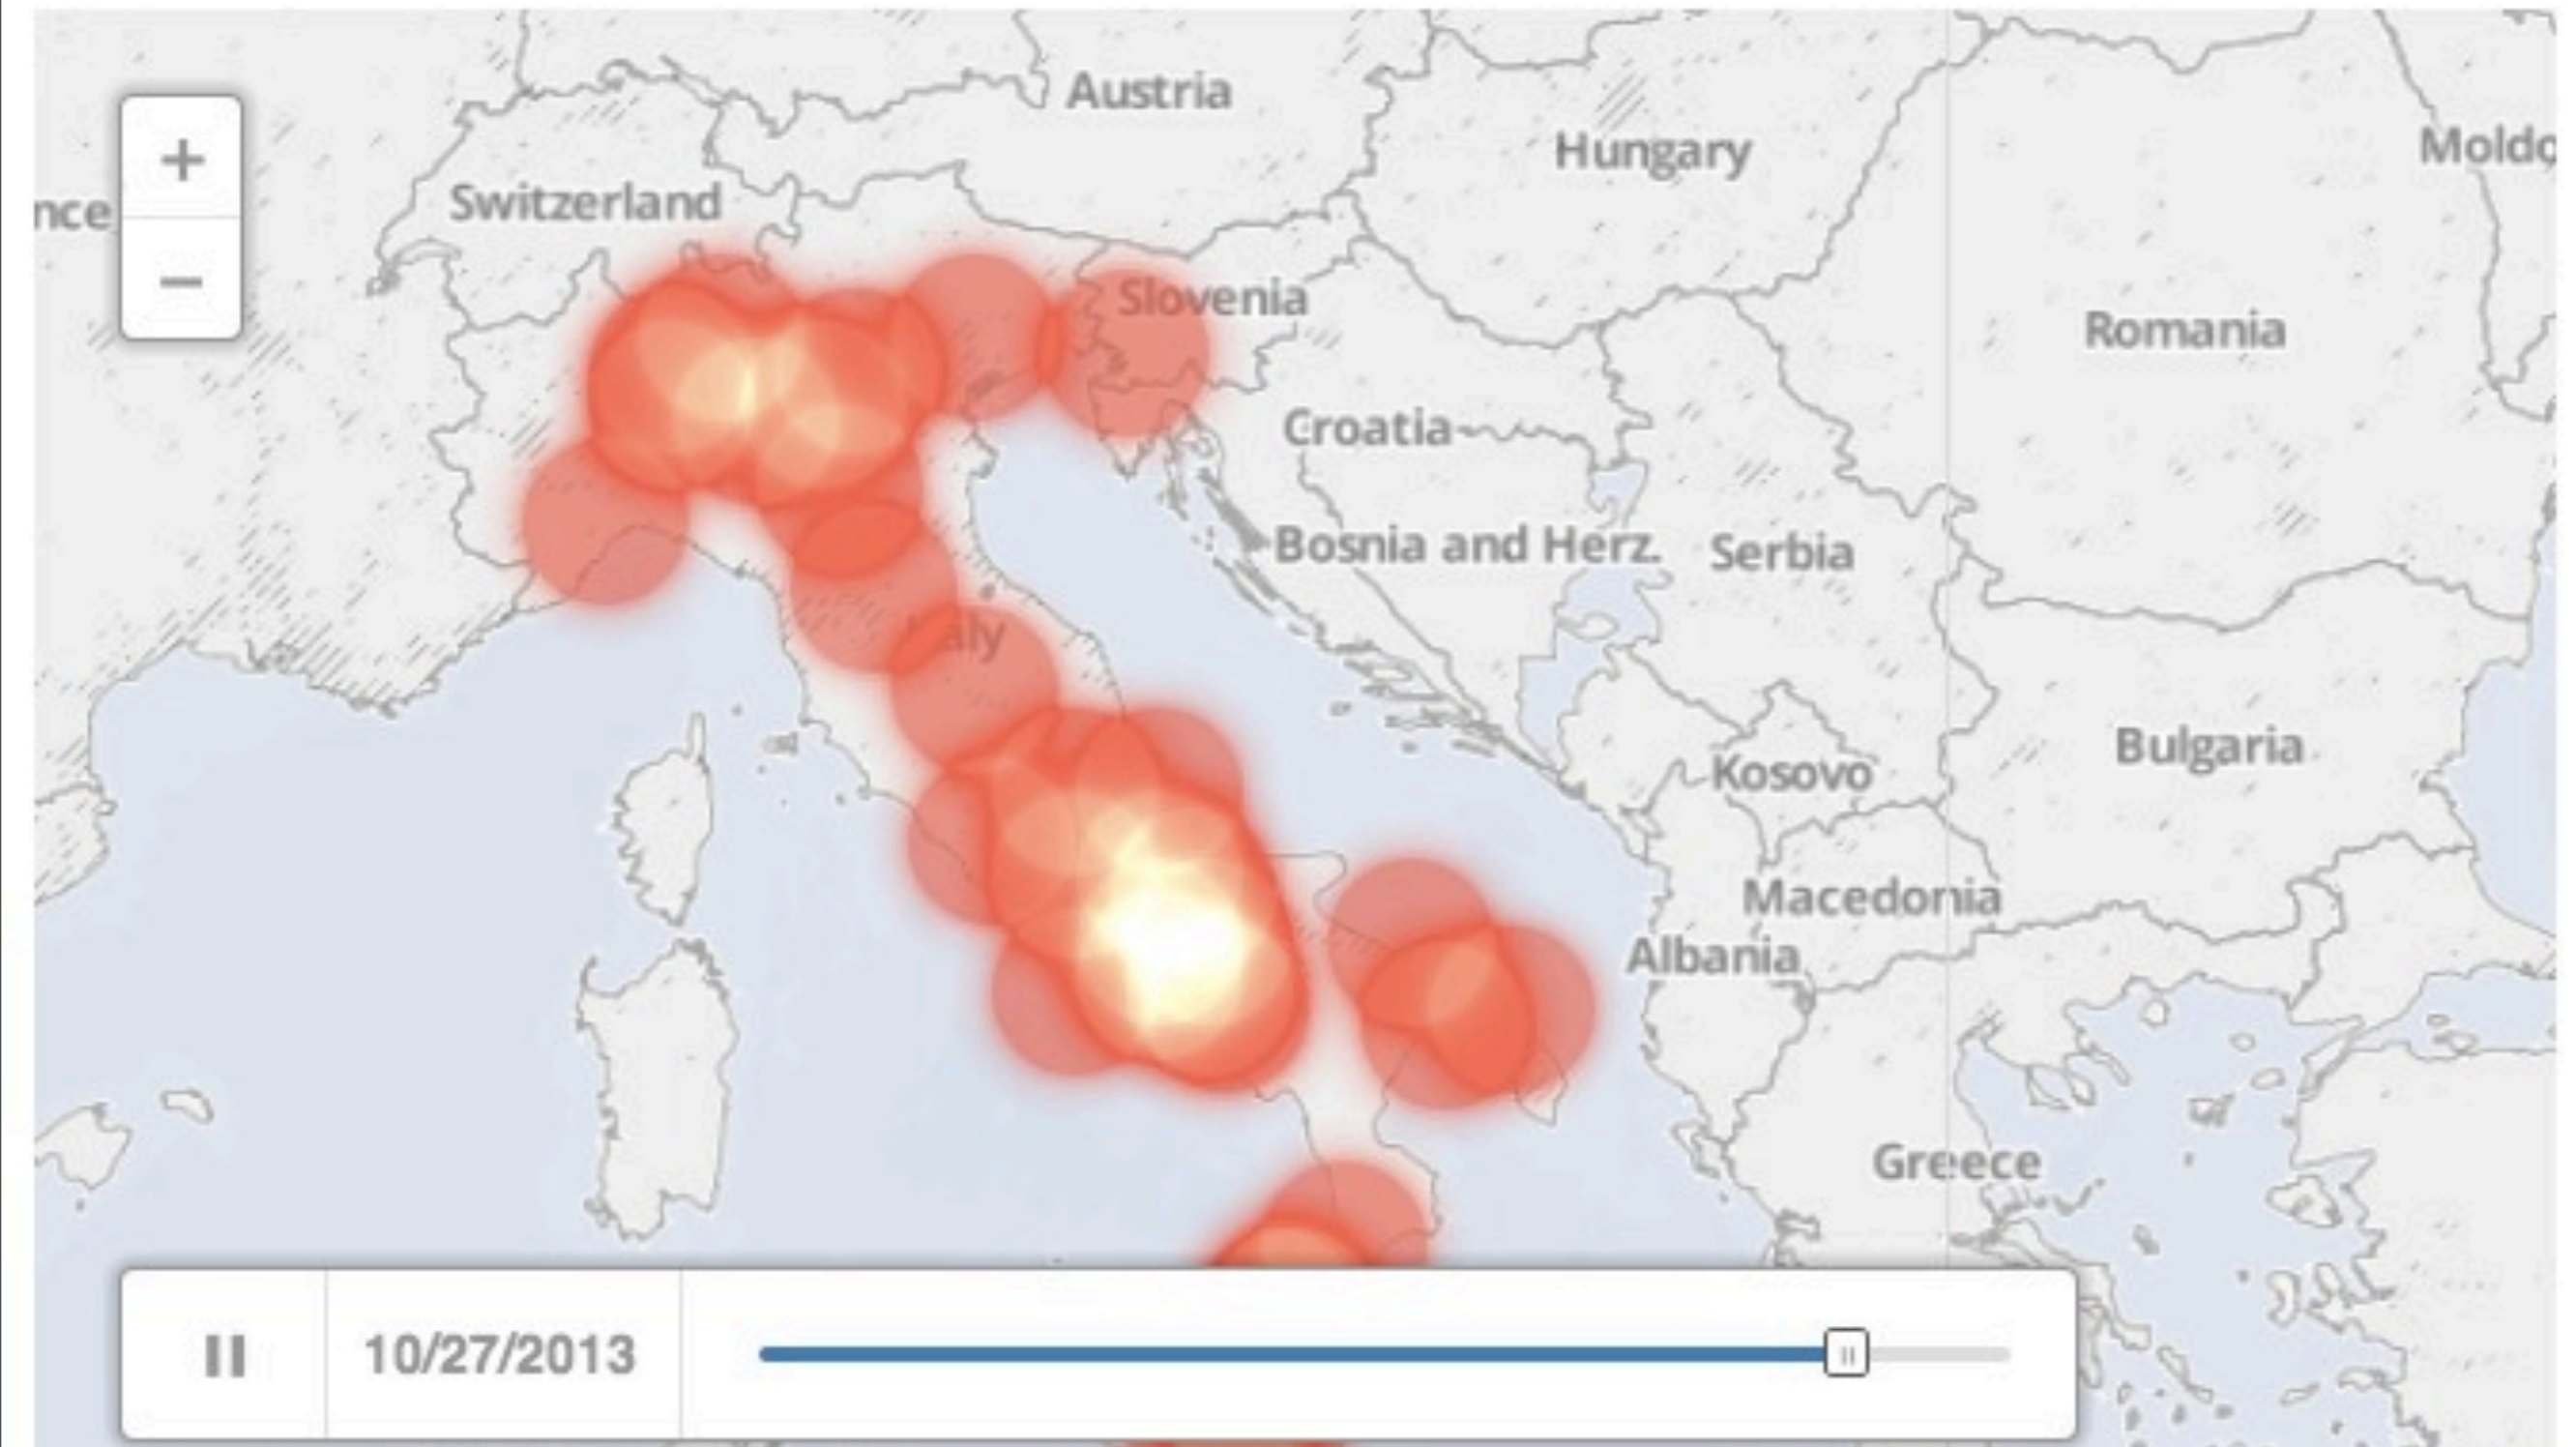 Austria
Hungary
Moldo
nce
+
Switzerland
−
Slovenia
Romania
Croatia
Bosnia and Herz.
Serbia
aly
Bulgaria
Kosovo
Macedonia
Albania
Greece
10/27/2013